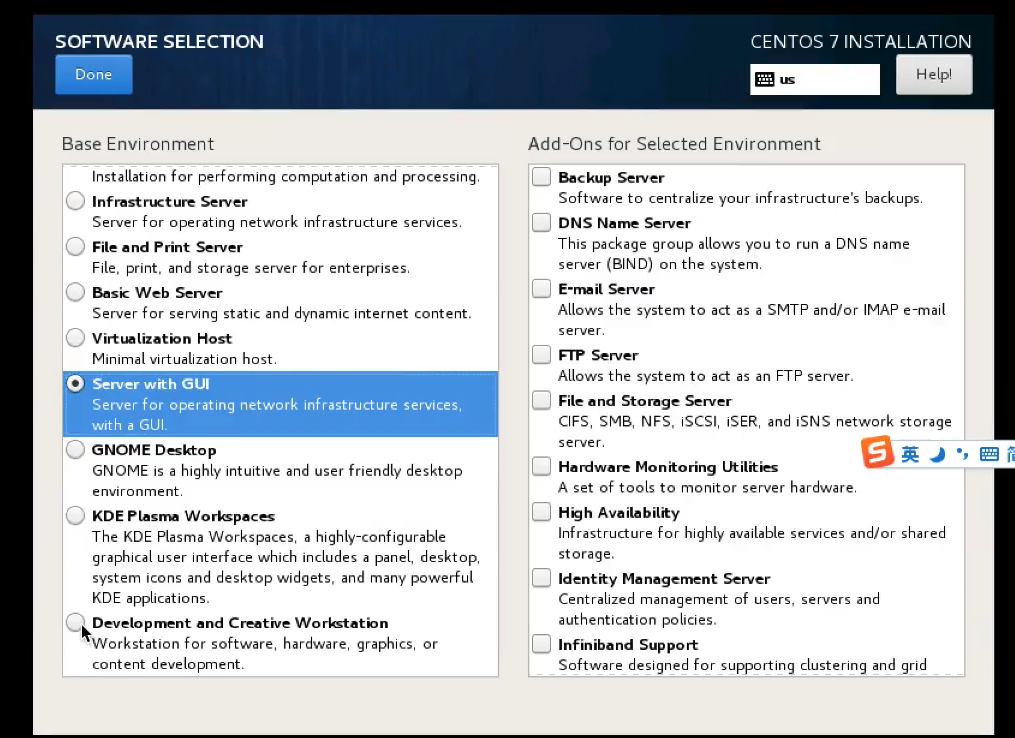 SOFTWARE SELECTION
CENTOS 7 INSTALLATION
Done
us
Help!
Base Environment
Installation for performing computation and processing.
Infrastructure Server
Server for operating network infrastructure services.
File and Print Server
File, print, and storage server for enterprises.
Basic Web Server
Server for serving static and dynamic internet content.
Virtualization Host
Minimal virtualization host.
Server with GUI
Server for operating network infrastructure services,
with a GUI.
GNOME Desktop
GNOME is a highly intuitive and user friendly desktop
environment.
KDE Plasma Workspaces
The KDE Plasma Workspaces, a highly-configurable
graphical user interface which includes a panel, desktop,
system icons and desktop widgets, and many powerful
KDE applications.
Development and Creative Workstation
Workstation for software, hardware, graphics, or
content development.
Add-Ons for Selected Environment
Backup Server
Software to centralize your infrastructure's backups.
DNS Name Server
This package group allows you to run a DNS name
server (BIND) on the system.
E-mail Server
Allows the system to act as a SMTP and/or IMAP e-mail
server.
FTP Server
Allows the system to act as an FTP server.
File and Storage Server
CIFS, SMB, NFS, iSCSI, iSER, and iSNS network storage
server.
Hardware Monitoring Utilities
A set of tools to monitor server hardware.
High Availability
Infrastructure for highly available services and/or shared
storage.
Identity Management Server
Centralized management of users, servers and
authentication policies.
Infiniband Support
Software designed for supporting clustering and grid
S 英